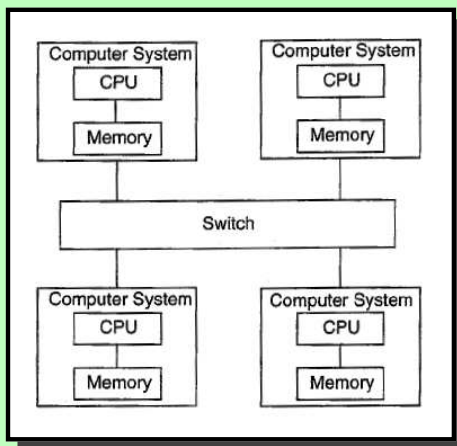 Computer System
CPU
Memory
Computer System
CPU
Memory
Switch
Computer System
CPU
Memory
Computer System
CPU
Memory